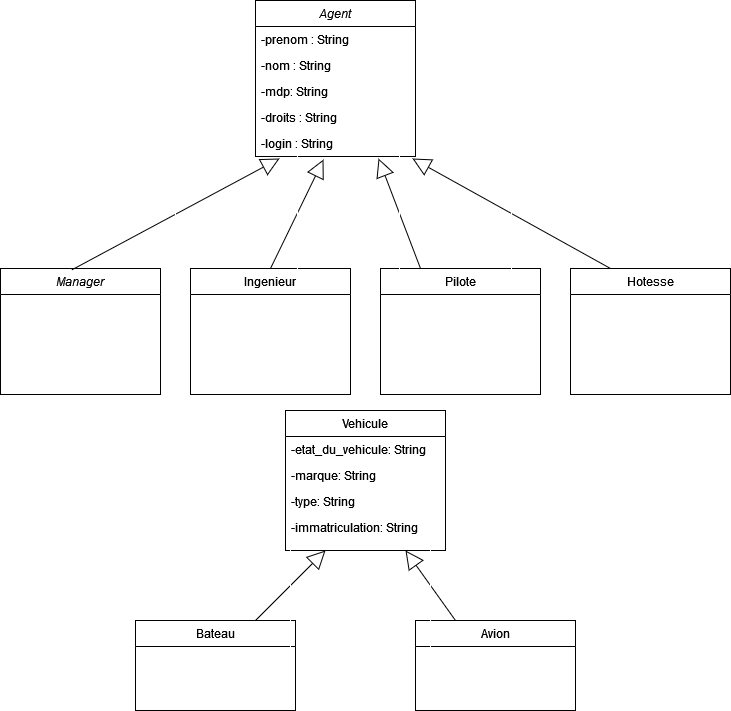 Agent
-prenom : String
-nom : String
-mdp: String
-droits : String
-login : String
Manager
Ingenieur
Pilote
Hotesse
Vehicule
-etat_du_vehicule: String
-marque: String
-type: String
-immatriculation: String
Bateau
Avion